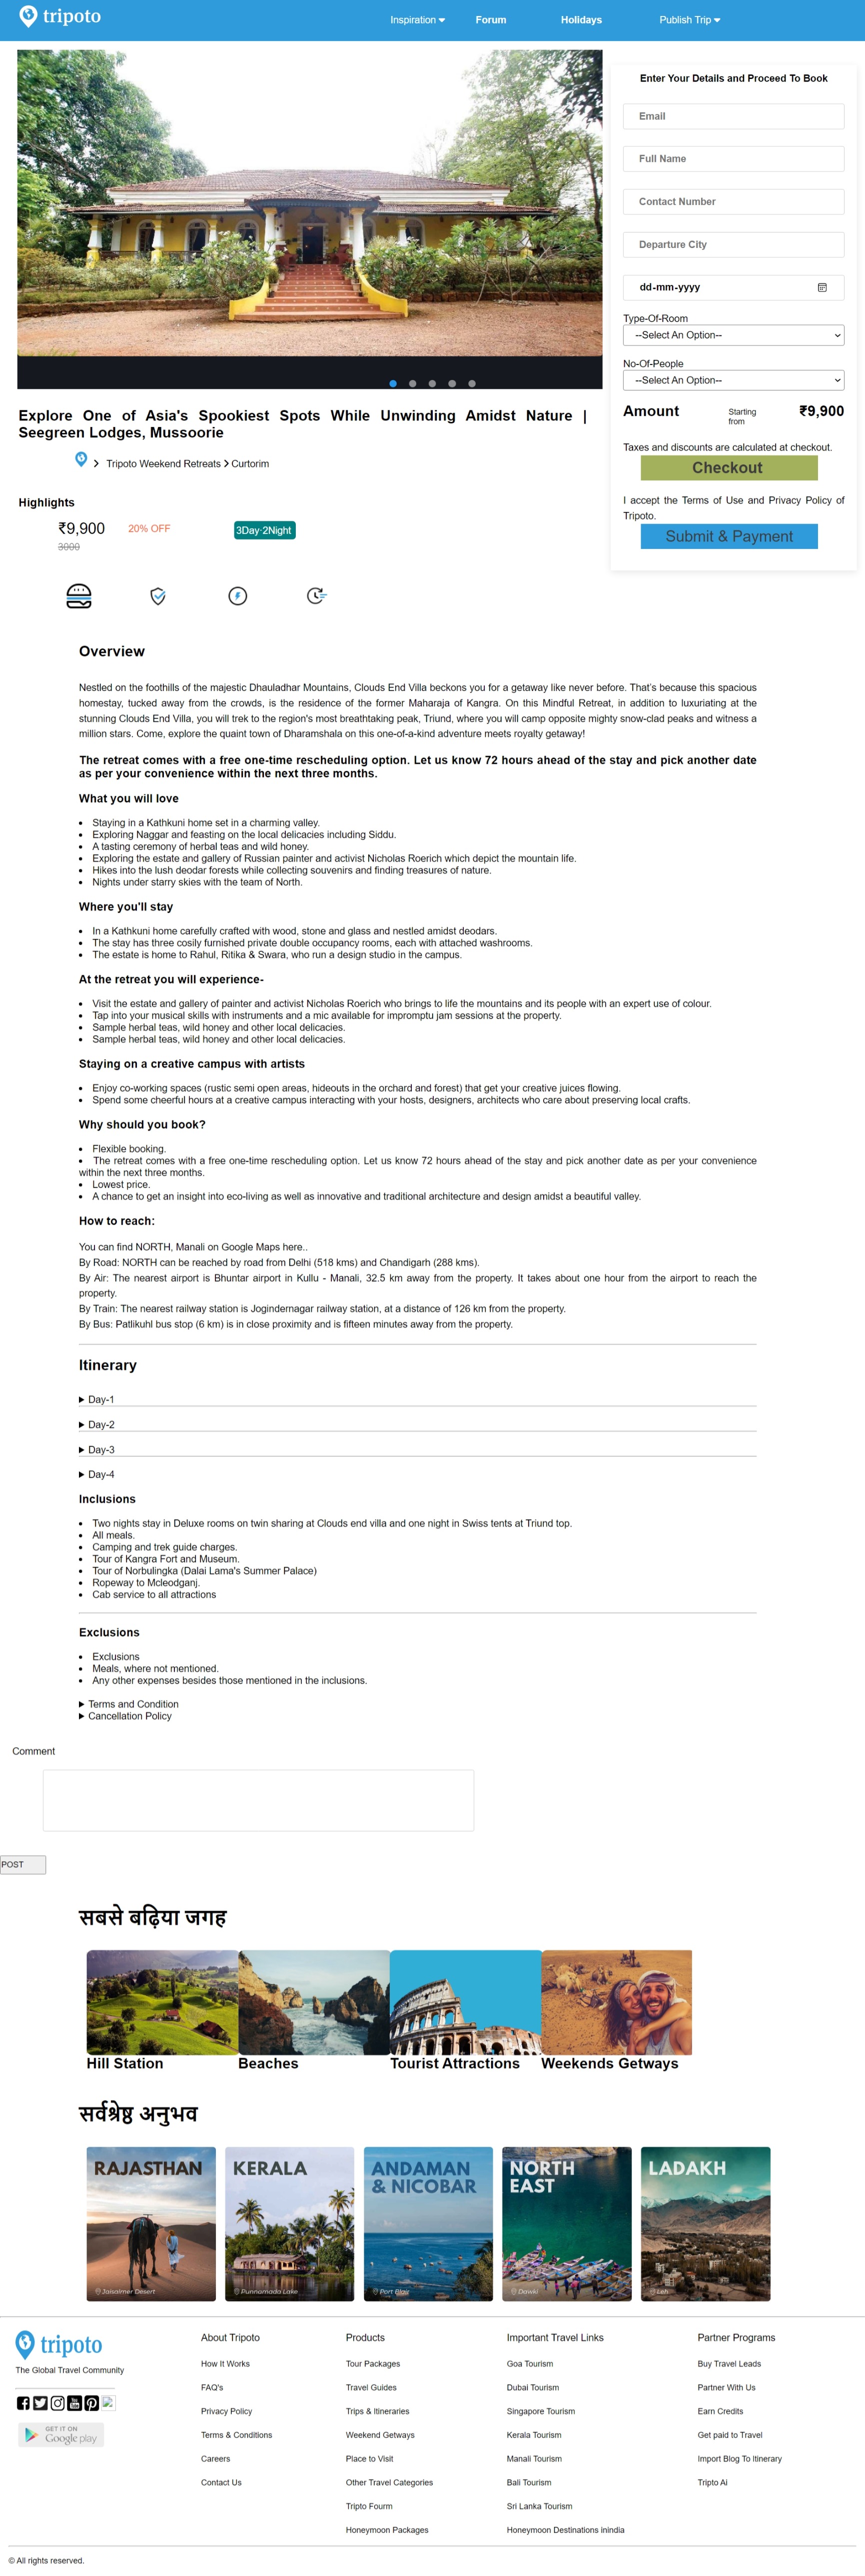 tripoto
Inspiration
Forum
Holidays
Publish Trip
Enter Your Details and Proceed To Book
Email
Full Name
Contact Number
Departure City
dd-mm-yyyy
Type-Of-Room
--Select An Option--
No-Of-People
--Select An Option--
Amount
Starting
from
₹9,900
Taxes and discounts are calculated at checkout.
Checkout
I accept the Terms of Use and Privacy Policy of
Tripoto.
Submit & Payment
Explore One of Asia's Spookiest Spots While Unwinding Amidst Nature |
Seegreen Lodges, Mussoorie
Tripoto Weekend Retreats
Curtorim
Highlights
₹9,900
20% OFF
3Day·2Night
3000
Overview
Nestled on the foothills of the majestic Dhauladhar Mountains, Clouds End Villa beckons you for a getaway like never before. That's because this spacious
homestay, tucked away from the crowds, is the residence of the former Maharaja of Kangra. On this Mindful Retreat, in addition to luxuriating at the
stunning Clouds End Villa, you will trek to the region's most breathtaking peak, Triund, where you will camp opposite mighty snow-clad peaks and witness a
million stars. Come, explore the quaint town of Dharamshala on this one-of-a-kind adventure meets royalty getaway!
The retreat comes with a free one-time rescheduling option. Let us know 72 hours ahead of the stay and pick another date
as per your convenience within the next three months.
What you will love
Staying in a Kathkuni home set in a charming valley.
Exploring Naggar and feasting on the local delicacies including Siddu.
A tasting ceremony of herbal teas and wild honey.
Exploring the estate and gallery of Russian painter and activist Nicholas Roerich which depict the mountain life.
Hikes into the lush deodar forests while collecting souvenirs and finding treasures of nature.
Nights under starry skies with the team of North.
Where you'll stay
In a Kathkuni home carefully crafted with wood, stone and glass and nestled amidst deodars.
The stay has three cosily furnished private double occupancy rooms, each with attached washrooms.
The estate is home to Rahul, Ritika & Swara, who run a design studio in the campus.
At the retreat you will experience-
Visit the estate and gallery of painter and activist Nicholas Roerich who brings to life the mountains and its people with an expert use of colour.
Tap into your musical skills with instruments and a mic available for impromptu jam sessions at the property.
Sample herbal teas, wild honey and other local delicacies.
Sample herbal teas, wild honey and other local delicacies.
Staying on a creative campus with artists
Enjoy co-working spaces (rustic semi open areas, hideouts in the orchard and forest) that get your creative juices flowing.
Spend some cheerful hours at a creative campus interacting with your hosts, designers, architects who care about preserving local crafts.
Why should you book?
Flexible booking.
The retreat comes with a free one-time rescheduling option. Let us know 72 hours ahead of the stay and pick another date as per your convenience
within the next three months.
Lowest price.
A chance to get an insight into eco-living as well as innovative and traditional architecture and design amidst a beautiful valley.
How to reach:
You can find NORTH, Manali on Google Maps here..
By Road: NORTH can be reached by road from Delhi (518 kms) and Chandigarh (288 kms).
By Air: The nearest airport is Bhuntar airport in Kullu - Manali, 32.5 km away from the property. It takes about one hour from the airport to reach the
property.
By Train: The nearest railway station is Jogindernagar railway station, at a distance of 126 km from the property.
By Bus: Patlikuhl bus stop (6 km) is in close proximity and is fifteen minutes away from the property.
Itinerary
Day-1
Day-2
Day-3
Day-4
Inclusions
Two nights stay in Deluxe rooms on twin sharing at Clouds end villa and one night in Swiss tents at Triund top.
All meals.
Camping and trek guide charges.
Tour of Kangra Fort and Museum.
Tour of Norbulingka (Dalai Lama's Summer Palace)
Ropeway to Mcleodganj.
Cab service to all attractions
Exclusions
Exclusions
Meals, where not mentioned.
Any other expenses besides those mentioned in the inclusions.
Terms and Condition
Cancellation Policy
Comment
POST
सबसे बढ़िया जगह
Hill Station
Beaches
Tourist Attractions
Weekends Getways
सर्वश्रेष्ठ अनुभव
RAJASTHAN
Jaisalmer Desert
KERALA
Punnamada Lake
ANDAMAN
& NICOBAR
Port Blair
NORTH
EAST
Dawki
LADAKH
Leh
tripoto
The Global Travel Community
GET IT ON
Google play
About Tripoto
How It Works
FAQ's
Privacy Policy
Terms & Conditions
Careers
Contact Us
Products
Tour Packages
Travel Guides
Trips & Itineraries
Weekend Getways
Place to Visit
Other Travel Categories
Tripto Fourm
Honeymoon Packages
Important Travel Links
Goa Tourism
Dubai Tourism
Singapore Tourism
Kerala Tourism
Manali Tourism
Bali Tourism
Sri Lanka Tourism
Honeymoon Destinations inindia
Partner Programs
Buy Travel Leads
Partner With Us
Earn Credits
Get paid to Travel
Import Blog To Itinerary
Tripto Ai
© All rights reserved.